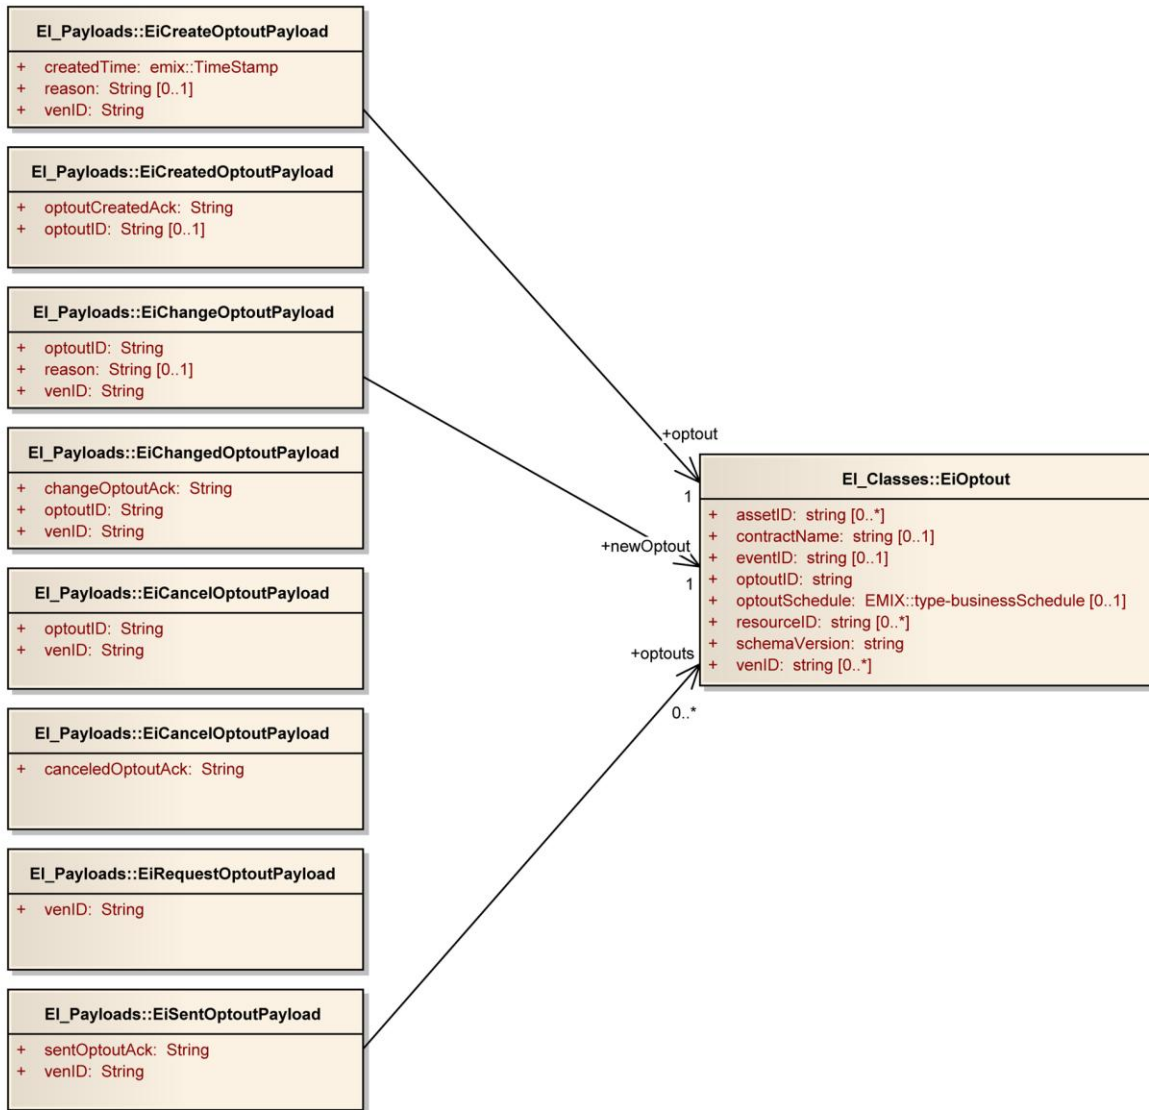 EI_Payloads::EiCreateOptoutPayload
+ createdTime: emix::TimeStamp
+ reason: String [0..1]
+ venID: String
EI_Payloads::EiCreatedOptoutPayload
+ optoutCreatedAck: String
+ optoutID: String [0..1]
EI_Payloads::EiChangeOptoutPayload
+ optoutID: String
+ reason: String [0..1]
+ venID: String
EI_Payloads::EiChangedOptoutPayload
+ changeOptoutAck: String
+ optoutID: String
+ venID: String
EI_Payloads::EiCancelOptoutPayload
+ optoutID: String
+ venID: String
EI_Payloads::EiCancelOptoutPayload
+ canceledOptoutAck: String
EI_Payloads::EiRequestOptoutPayload
+ venID: String
EI_Payloads::EiSentOptoutPayload
+ sentOptoutAck: String
+ venID: String
+optout
1
+newOptout
1
+optouts
0..*
EI_Classes::EiOptout
+ assetID: string [0..*]
+ contractName: string [0..1]
+ eventID: string [0..1]
+ optoutID: string
+ optoutSchedule: EMIX::type-businessSchedule [0..1]
+ resourceID: string [0..*]
+ schemaVersion: string
+ venID: string [0..*]